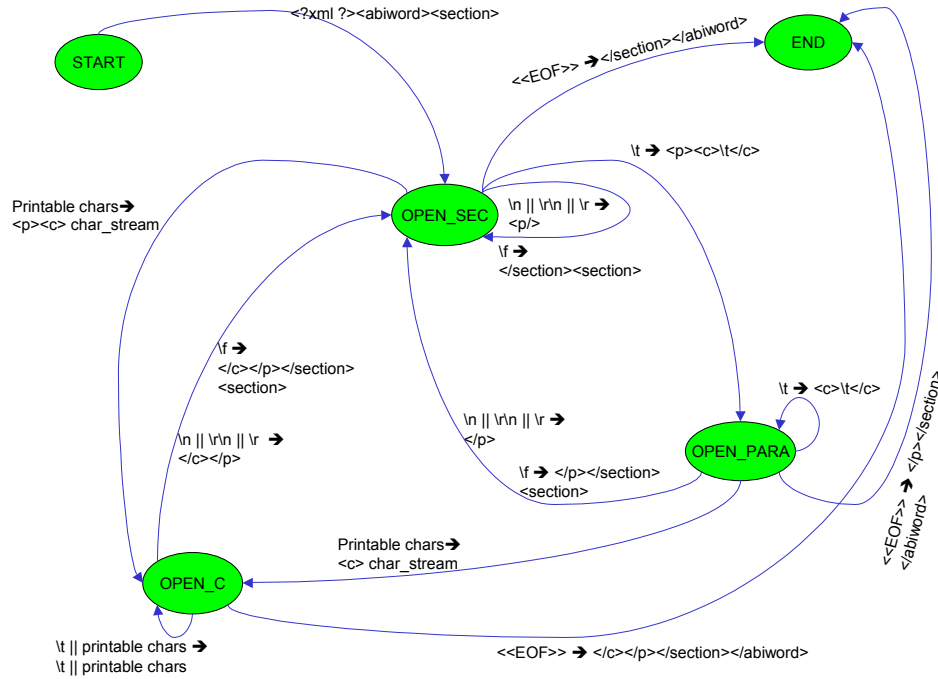 <?xml ?><abiword><section>
START
END
<<EOF>> ➔</section></abiword>
\t ➔ <p><c>\t</c>
Printable chars➔
<p><c> char_stream
OPEN_SEC
\n || \r\n || \r ➔
<p/>
\f ➔
</section><section>
\f ➔
</c></p></section>
<section>
\t ➔ <c>\t</c>
\n || \r\n || \r ➔
</p>
\n || \r\n || \r ➔
</c></p>
OPEN_PARA
\f ➔ </p></section>
<section>
<<EOF>> ➔ </p></section>
</abiword>
Printable chars➔
<c> char_stream
OPEN_C
\t || printable chars ➔
\t || printable chars
<<EOF>> ➔ </c></p></section></abiword>